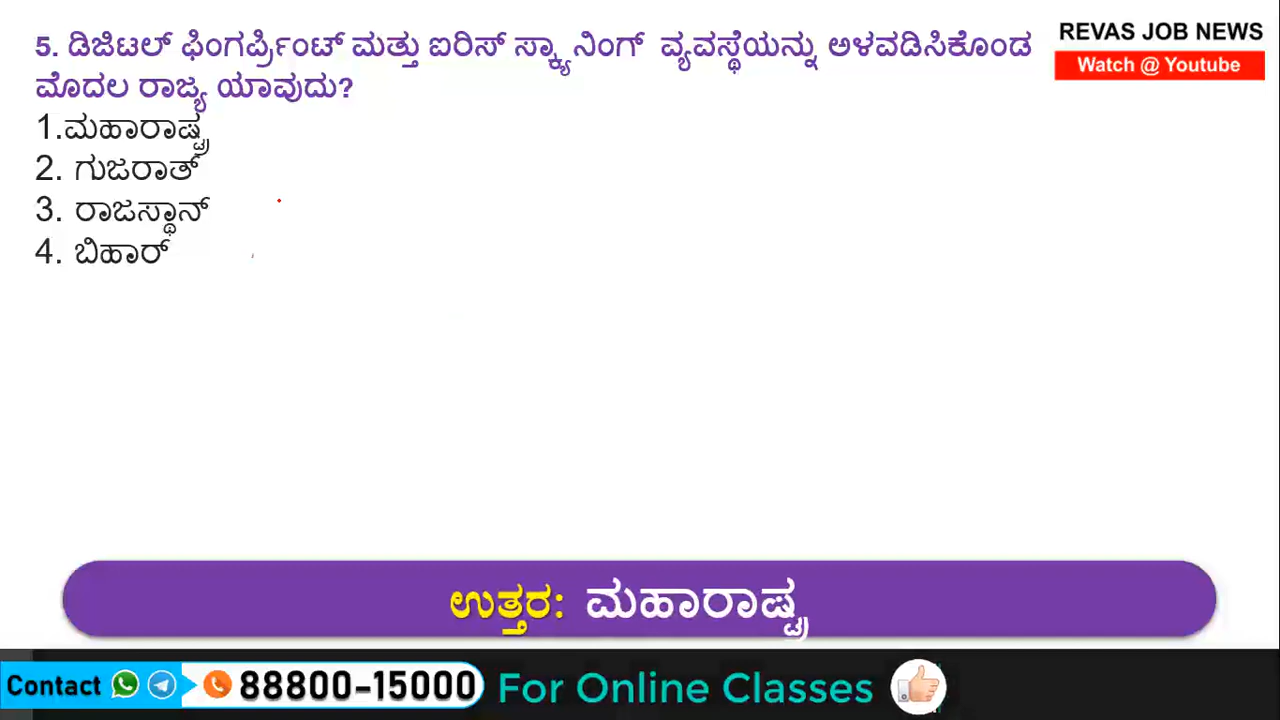 5. ಡಿಜಿಟಲ್ ಫಿಂಗರ್ಪ್ರಿಂಟ್ ಮತ್ತು ಐರಿಸ್ ಸ್ಕ್ಯಾನಿಂಗ್ ವ್ಯವಸ್ಥೆಯನ್ನು ಅಳವಡಿಸಿಕೊಂಡ
ಮೊದಲ ರಾಜ್ಯ ಯಾವುದು?
1.ಮಹಾರಾಷ್ಟ್ರ
2. ಗುಜರಾತ್
3. ರಾಜಸ್ಥಾನ್
4. ಬಿಹಾರ್
REVAS JOB NEWS
Watch @ Youtube
ಉತ್ತರ: ಮಹಾರಾಷ್ಟ್ರ
Contact 88800-15000 For Online Classes